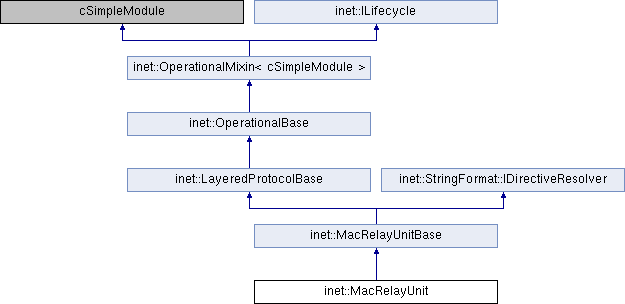 cSimpleModule
inet::ILifecycle
inet::OperationalMixin< cSimpleModule >
inet::OperationalBase
inet::LayeredProtocolBase
inet::StringFormat::IDirectiveResolver
inet::MacRelayUnitBase
inet::MacRelayUnit